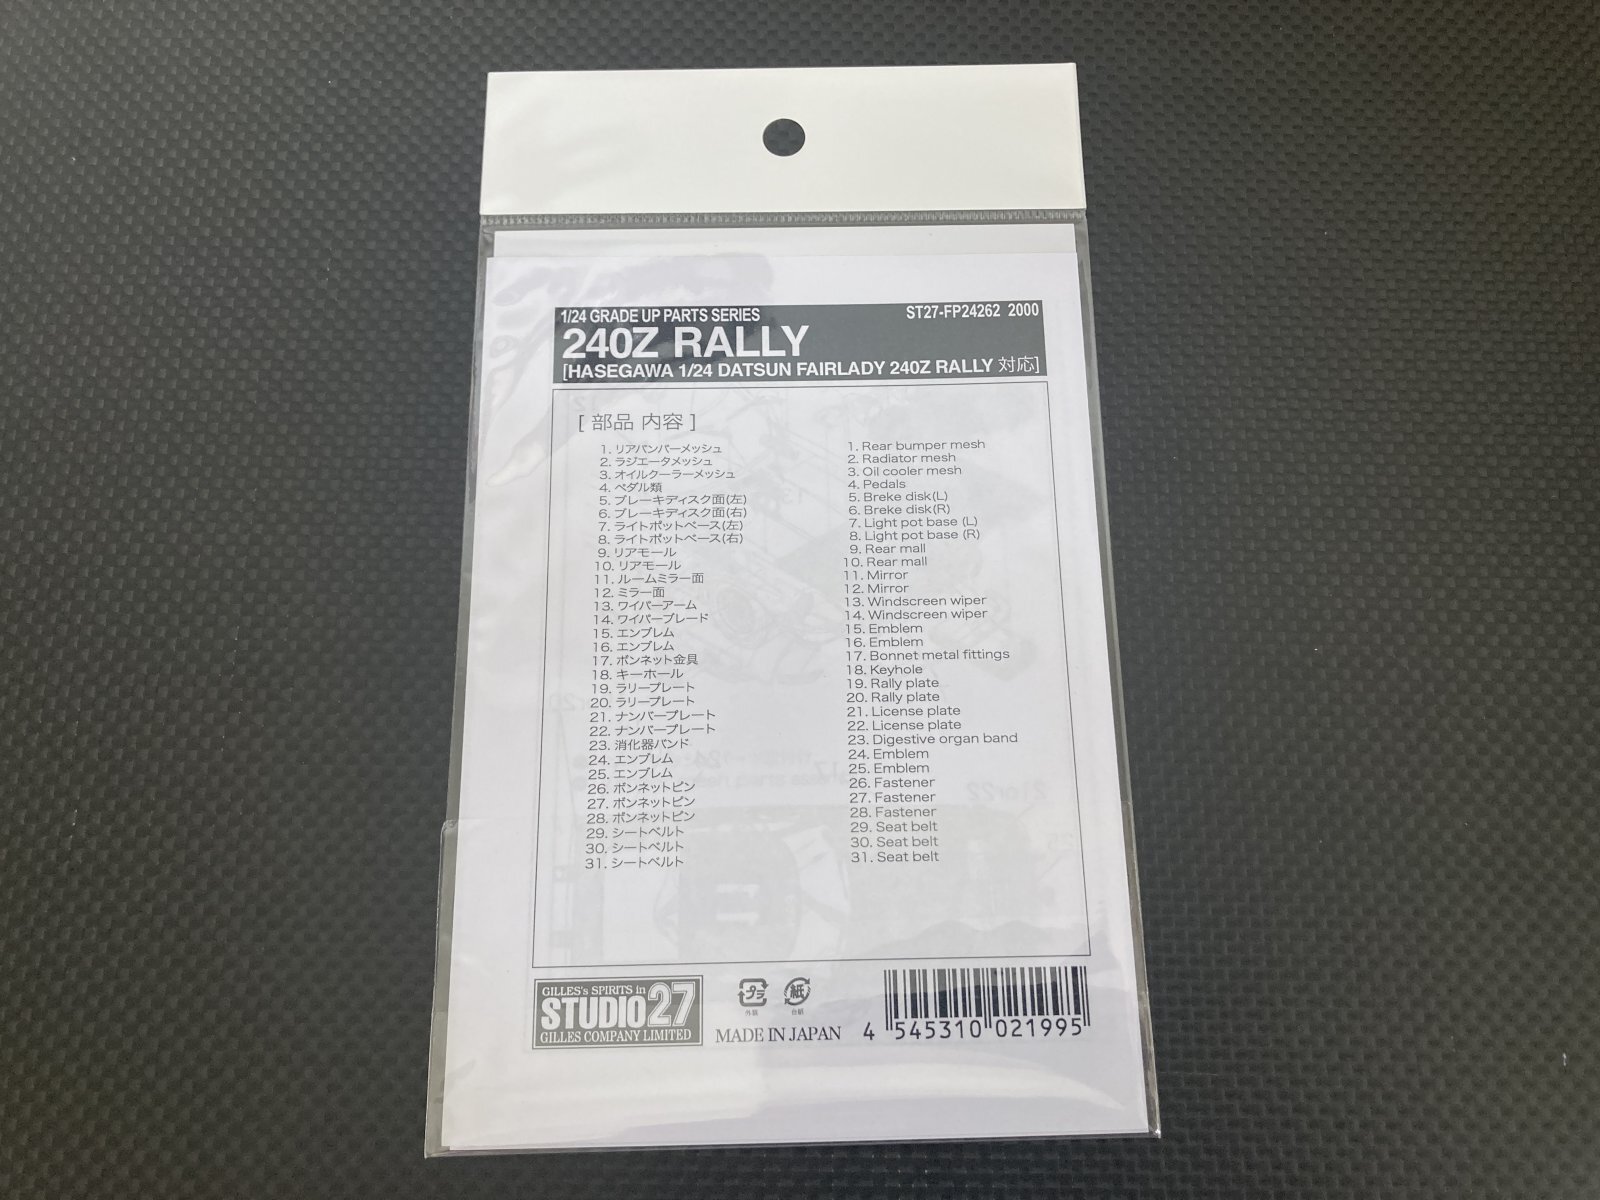 1/24 GRADE UP PARTS SERIES
ST27-FP24262 2000
240Z RALLY
[HASEGAWA 1/24 DATSUN FAIRLADY 240Z RALLY 対応]
[ 部品 内容 ]
1. リアバンパーメッシュ
2. ラジエータメッシュ
3. オイルクーラーメッシュ
4. ペダル類
5. ブレーキディスク面(左)
6. ブレーキディスク面(右)
7. ライトポットベース(左)
8. ライトポットベース(右)
9. リアモール
10. リアモール
11. ルームミラー面
12. ミラー面
13. ワイパーアーム
14. ワイパーブレード
15. エンブレム
16. エンブレム
17. ボンネット金具
18. キーホール
19. ラリープレート
20. ラリープレート
21. ナンバープレート
22. ナンバープレート
23. 消化器バンド
24. エンブレム
25. エンブレム
26. ボンネットピン
27. ボンネットピン
28. ボンネットピン
29. シートベルト
30. シートベルト
31. シートベルト
1. Rear bumper mesh
2. Radiator mesh
3. Oil cooler mesh
4. Pedals
5. Breke disk(L)
6. Breke disk(R)
7. Light pot base (L)
8. Light pot base (R)
9. Rear mall
10. Rear mall
11. Mirror
12. Mirror
13. Windscreen wiper
14. Windscreen wiper
15. Emblem
16. Emblem
17. Bonnet metal fittings
18. Keyhole
19. Rally plate
20. Rally plate
21. License plate
22. License plate
23. Digestive organ band
24. Emblem
25. Emblem
26. Fastener
27. Fastener
28. Fastener
29. Seat belt
30. Seat belt
31. Seat belt
GILLES's SPIRITS in
STUDIO27
GILLES COMPANY LIMITED
プラ
外装
紙
台紙
MADE IN JAPAN
4 545310 021995